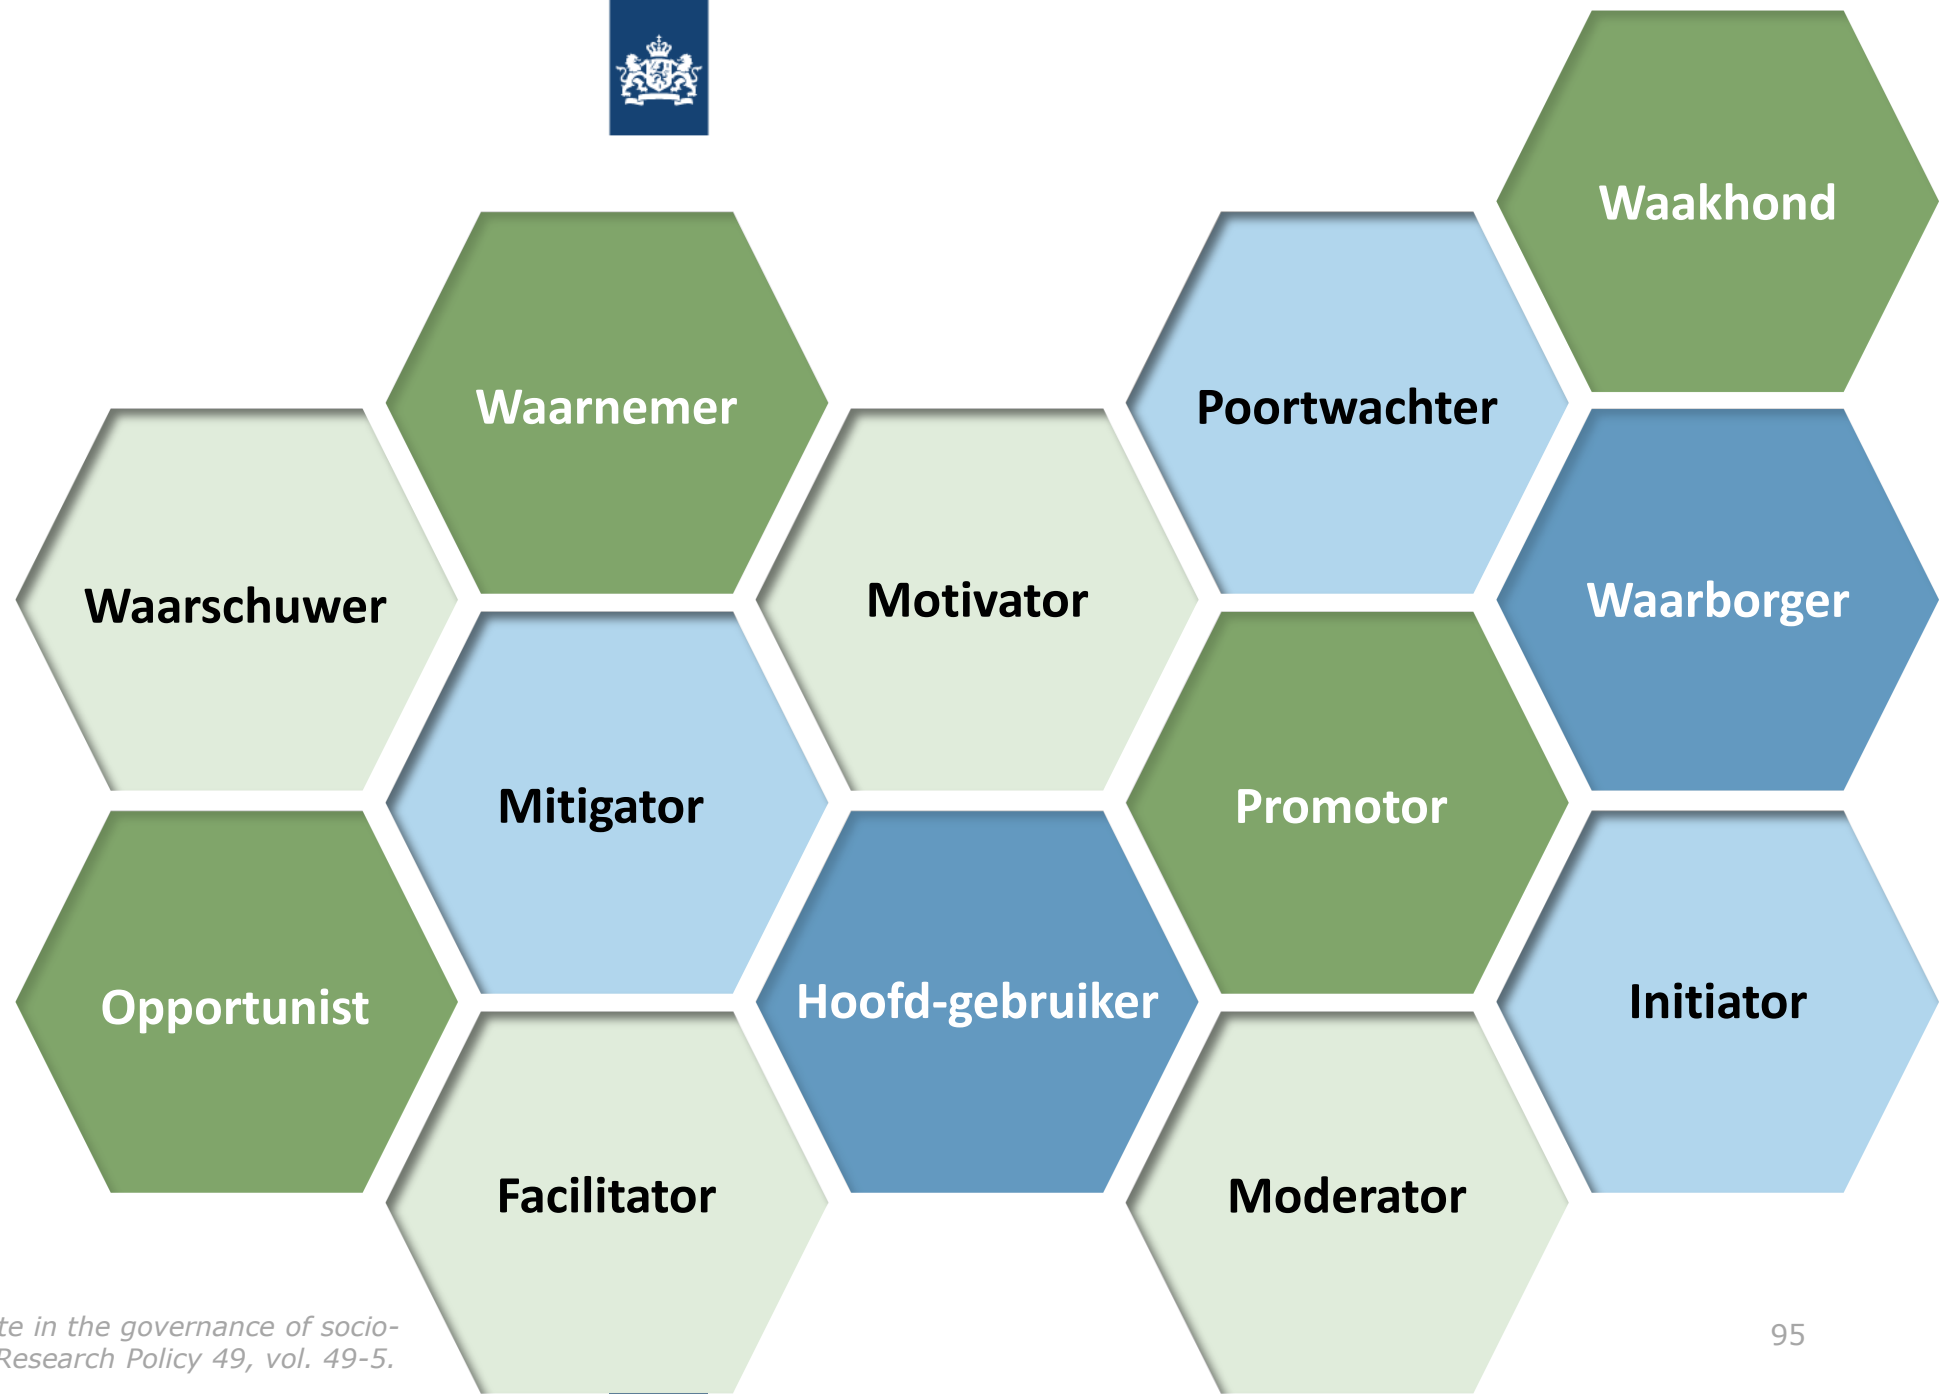 Waakhond
Waarnemer
Poortwachter
Waarschuwer
Motivator
Waarborger
Mitigator
Promotor
Opportunist
Hoofd-gebruiker
Initiator
Facilitator
Moderator
in the governance of socio-
Research Policy 49, vol. 49-5.
95